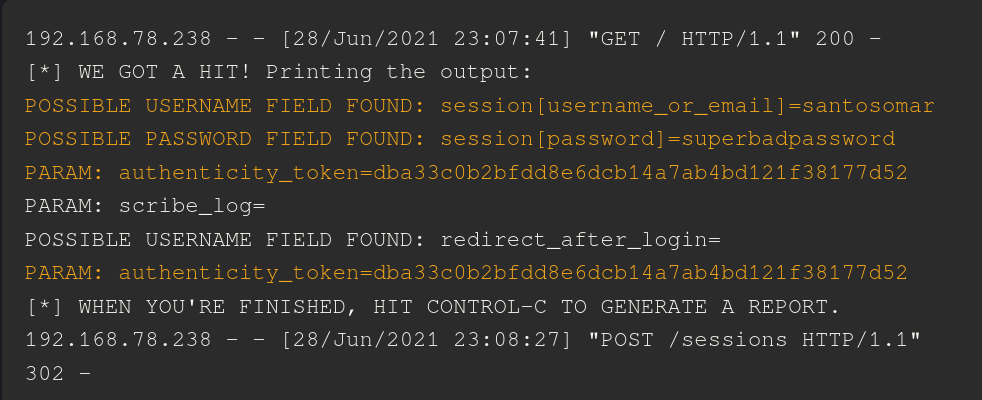 192.168.78.238 - - [28/Jun/2021 23:07:41] "GET / HTTP/1.1" 200 -
[*] WE GOT A HIT! Printing the output:
POSSIBLE USERNAME FIELD FOUND: session[username_or_email]=santosomar
POSSIBLE PASSWORD FIELD FOUND: session[password]=superbadpassword
PARAM: authenticity_token=dba33c0b2bfdd8e6dcb14a7ab4bd121f38177d52
PARAM: scribe_log=
POSSIBLE USERNAME FIELD FOUND: redirect_after_login=
PARAM: authenticity_token=dba33c0b2bfdd8e6dcb14a7ab4bd121f38177d52
[*] WHEN YOU'RE FINISHED, HIT CONTROL-C TO GENERATE A REPORT.
192.168.78.238 - - [28/Jun/2021 23:08:27] "POST /sessions HTTP/1.1"
302 -